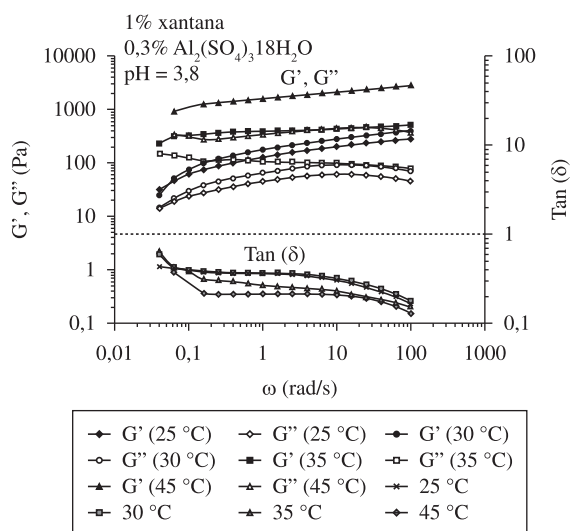 1% xantana
0,3% Al₂(SO₄)₃18H₂O
pH = 3,8
G', G''
10000
1000
100
10
1
0,1
G', G'' (Pa)
100
10
1
0,1
Tan (δ)
Tan (δ)
0,01 0,1 1 10 100 1000
ω (rad/s)
G' (25 °C) G'' (25 °C) G' (30 °C)
G'' (30 °C) G' (35 °C) G'' (35 °C)
G' (45 °C) G'' (45 °C) 25 °C
30 °C 35 °C 45 °C